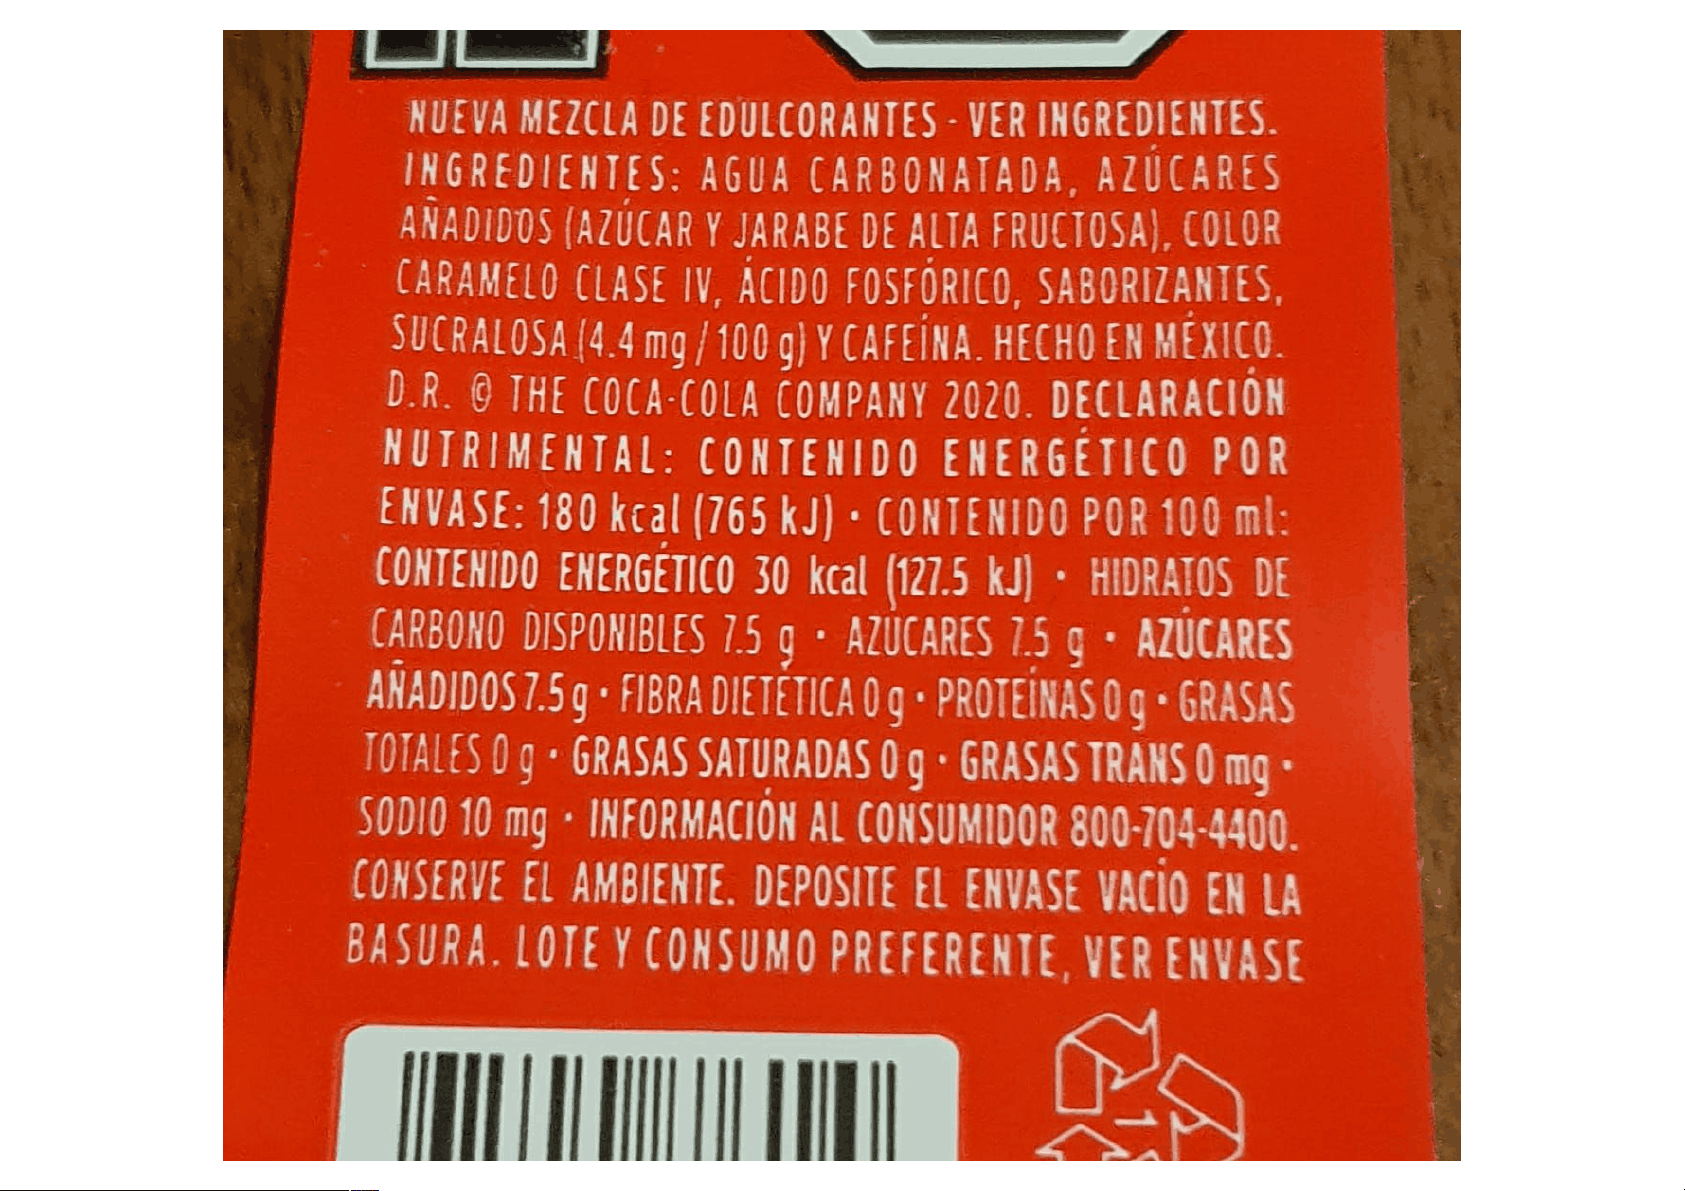 NUEVA MEZCLA DE EDULCORANTES - VER INGREDIENTES.
INGREDIENTES: AGUA CARBONATADA, AZÚCARES
AÑADIDOS (AZÚCAR Y JARABE DE ALTA FRUCTOSA), COLOR
CARAMELO CLASE IV, ÁCIDO FOSFÓRICO, SABORIZANTES,
SUCRALOSA (4.4 mg / 100 g) Y CAFEÍNA. HECHO EN MÉXICO.
D.R. © THE COCA-COLA COMPANY 2020. DECLARACIÓN
NUTRIMENTAL: CONTENIDO ENERGÉTICO POR
ENVASE: 180 kcal (765 kJ) • CONTENIDO POR 100 ml:
CONTENIDO ENERGÉTICO 30 kcal (127.5 kJ) • HIDRATOS DE
CARBONO DISPONIBLES 7.5 g • AZÚCARES 7.5 g • AZÚCARES
AÑADIDOS 7.5 g • FIBRA DIETÉTICA 0 g • PROTEÍNAS 0 g • GRASAS
TOTALES 0 g • GRASAS SATURADAS 0 g • GRASAS TRANS 0 mg •
SODIO 10 mg • INFORMACIÓN AL CONSUMIDOR 800-704-4400.
CONSERVE EL AMBIENTE. DEPOSITE EL ENVASE VACÍO EN LA
BASURA. LOTE Y CONSUMO PREFERENTE, VER ENVASE
1